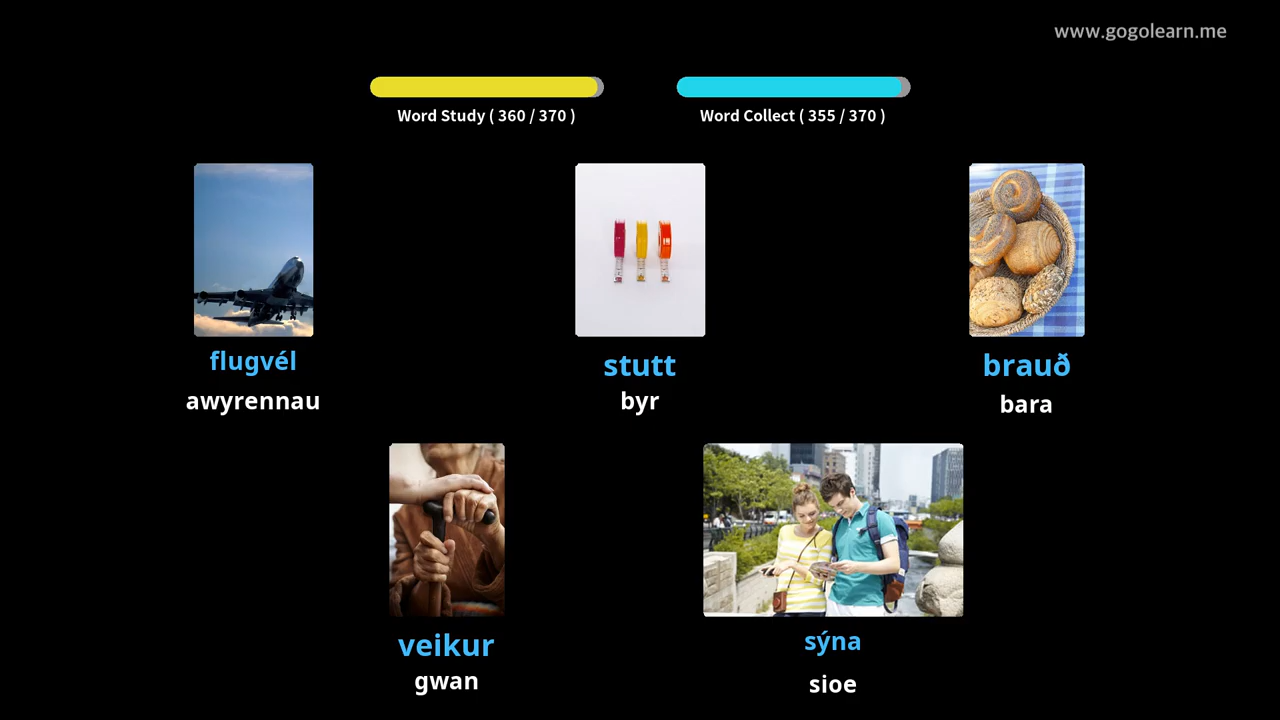 www.gogolearn.me
Word Study ( 360 / 370 )
Word Collect ( 355 / 370 )
flugvél
awyrennau
stutt
byr
brauð
bara
veikur
gwan
sýna
sioe